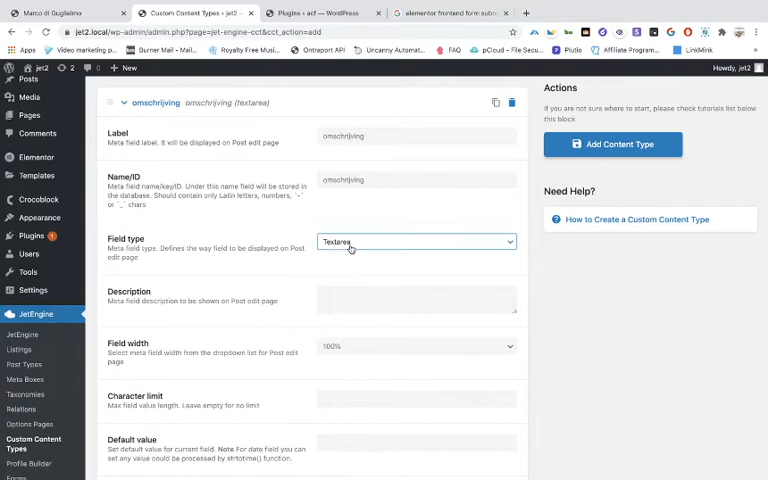 Marco di Guglielmo
Custom Content Types ‹ jet2 ‹
Plugins ‹ acf — WordPress
elementor frontend form subm
jet2.local/wp-admin/admin.php?page=jet-engine-cct&cct_action=add
Apps
Video marketing p...
Burner Mail - Mail...
Royalty Free Musi...
Ontraport API
Uncanny Automat...
FAQ
pCloud - File Secu...
Plutio
Affiliate Program...
LinkMink
jet2
2
0
+ New
Howdy, jet2
Posts
Media
Pages
Comments
Elementor
Templates
Crocoblock
Appearance
Plugins 1
Users
Tools
Settings
JetEngine
JetEngine
Listings
Post Types
Meta Boxes
Taxonomies
Relations
Options Pages
Custom Content
Types
Profile Builder
Forms
omschrijving omschrijving (textarea)
Label
Meta field label. It will be displayed on Post edit page
omschrijving
Name/ID
Meta field name/key/ID. Under this name field will be stored in
the database. Should contain only Latin letters, numbers, `-`
or `_` chars
omschrijving
Field type
Meta field type. Defines the way field to be displayed on Post
edit page
Textarea
Description
Meta field description to be shown on Post edit page
Field width
Select meta field width from the dropdown list for Post edit
page
100%
Character limit
Max field value length. Leave empty for no limit
Default value
Set default value for current field. Note For date field you can
set any value could be processed by strtotime() function.
Actions
If you are not sure where to start, please check tutorials list below
this block
Add Content Type
Need Help?
How to Create a Custom Content Type